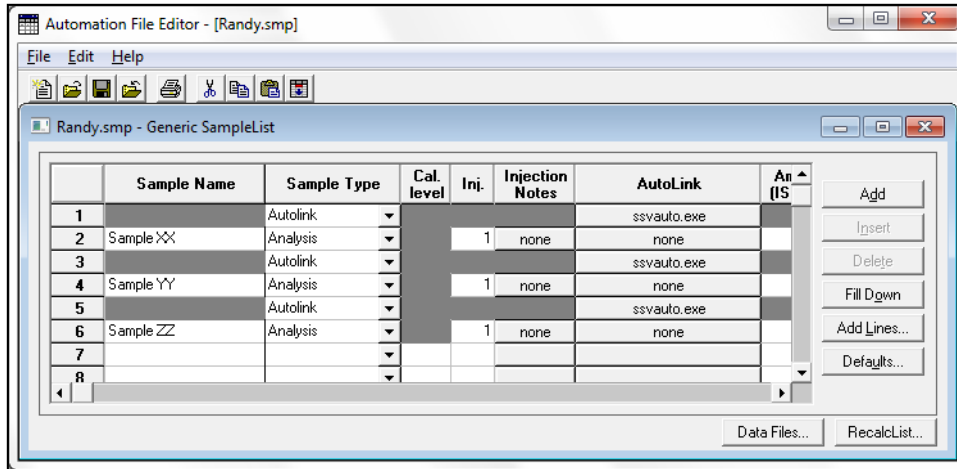 Automation File Editor - [Randy.smp]
File Edit Help
Randy.smp - Generic SampleList
Sample Name Sample Type Cal. level Inj. Injection Notes AutoLink An (IS
1 Autolink ssvauto.exe
2 Sample XX Analysis 1 none none
3 Autolink ssvauto.exe
4 Sample YY Analysis 1 none none
5 Autolink ssvauto.exe
6 Sample ZZ Analysis 1 none none
7
8
Add
Insert
Delete
Fill Down
Add Lines...
Defaults...
Data Files... RecalcList...